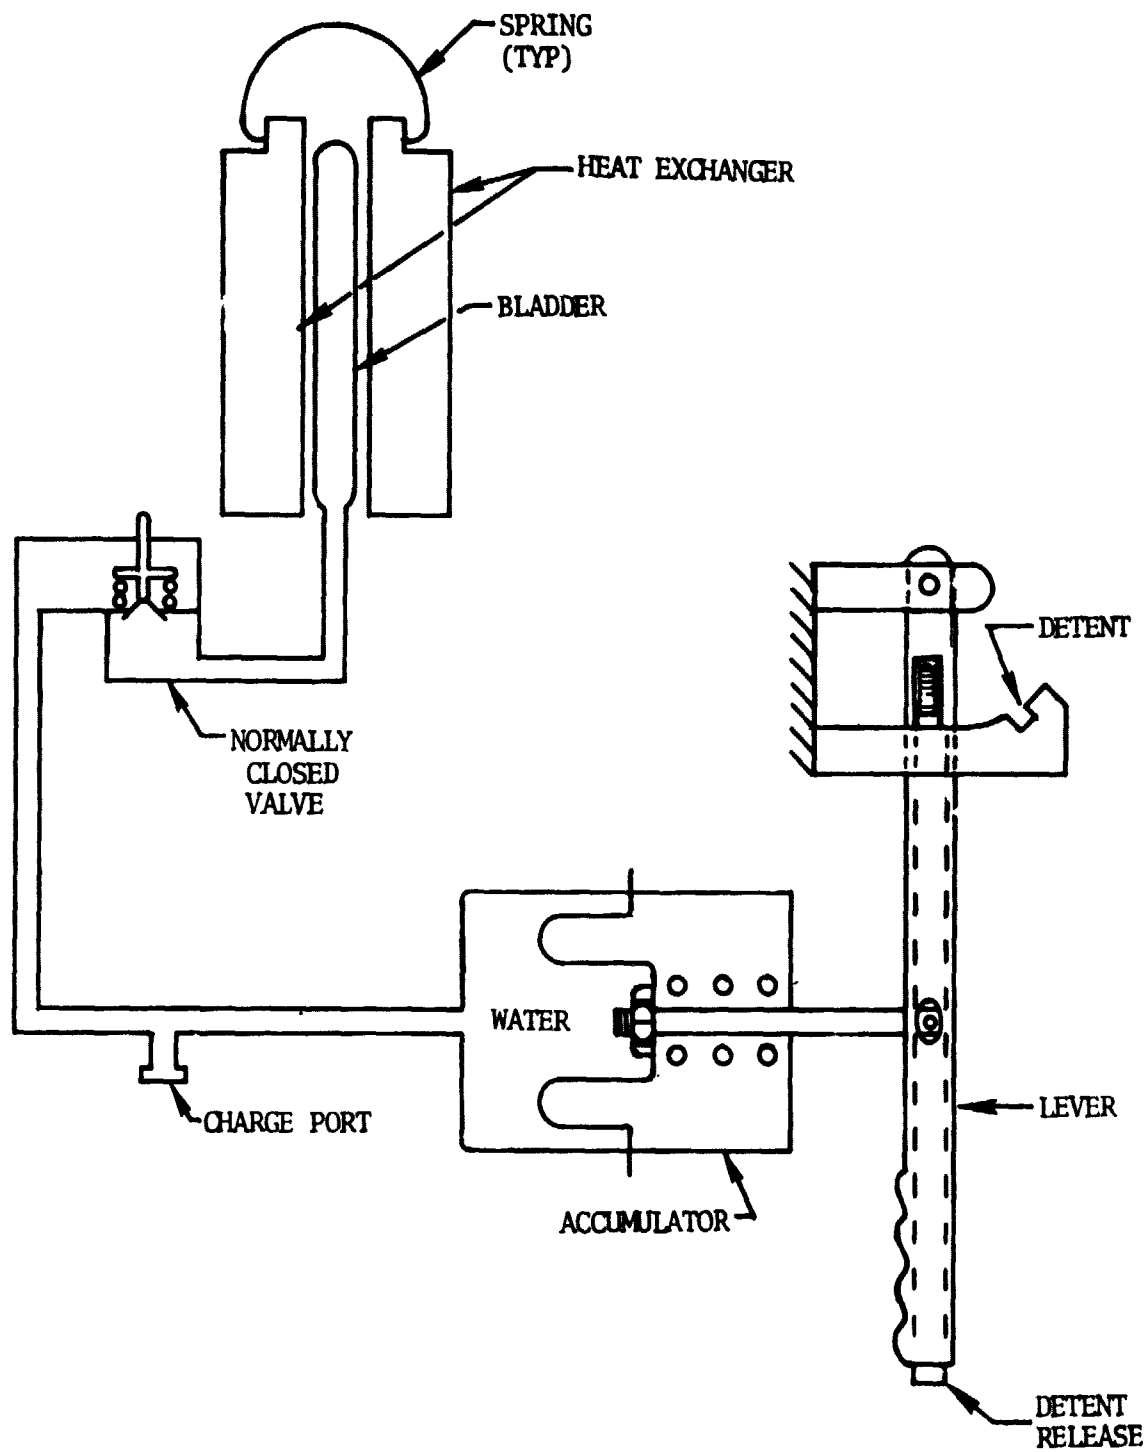 SPRING
(TYP)
HEAT EXCHANGER
BLADDER
DETENT
NORMALLY
CLOSED
VALVE
WATER
CHARGE PORT
LEVER
ACCUMULATOR
DETENT
RELEASE